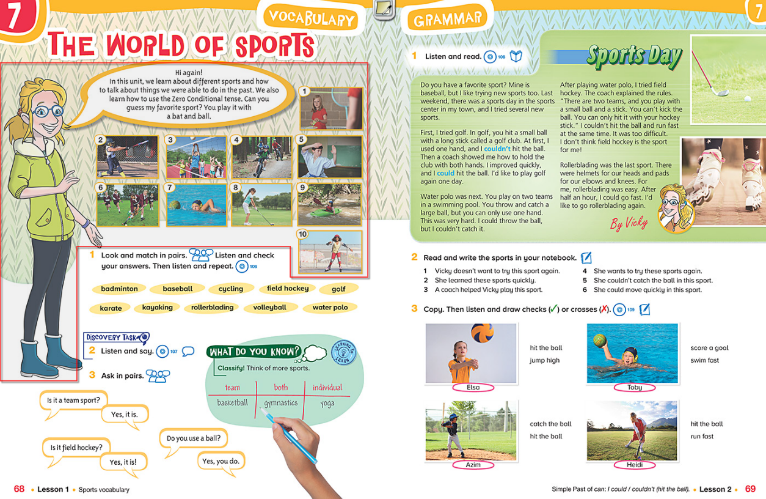 7
VOCABULARY
THE WORLD OF SPORTS
Hi again!
In this unit, we learn about different sports and how
to talk about things we were able to do in the past. We also
learn how to use the Zero Conditional tense. Can you
guess my favorite sport? You play it with
a bat and ball.
1
2
3
4
5
6
7
8
9
10
1 Look and match in pairs. Listen and check
your answers. Then listen and repeat. 106
badminton baseball cycling field hockey golf
karate kayaking rollerblading volleyball water polo
DISCOVERY TASK
2 Listen and say. 107
3 Ask in pairs.
Is it a team sport?
Yes, it is.
Is it field hockey?
Yes, it is!
Do you use a ball?
Yes, you do.
WHAT DO YOU KNOW?
Classify! Think of more sports.
team both individual
basketball gymnastics yoga
68 • Lesson 1 • Sports vocabulary
GRAMMAR
7
1 Listen and read. 108
Sports Day
Do you have a favorite sport? Mine is
baseball, but I like trying new sports too. Last
weekend, there was a sports day in the sports
center in my town, and I tried several new
sports.
First, I tried golf. In golf, you hit a small ball
with a long stick called a golf club. At first, I
used one hand, and I couldn't hit the ball.
Then a coach showed me how to hold the
club with both hands. I improved quickly,
and I could hit the ball. I'd like to play golf
again one day.
Water polo was next. You play on two teams
in a swimming pool. You throw and catch a
large ball, but you can only use one hand.
This was very hard. I could throw the ball,
but I couldn't catch it.
After playing water polo, I tried field
hockey. The coach explained the rules.
"There are two teams, and you play with
a small ball and a stick. You can't kick the
ball. You can only hit it with your hockey
stick." I couldn't hit the ball and run fast
at the same time. It was too difficult.
I don't think field hockey is the sport
for me!
Rollerblading was the last sport. There
were helmets for our heads and pads
for our elbows and knees. For
me, rollerblading was easy. After
half an hour, I could go fast. I'd
like to go rollerblading again.
By Vicky
2 Read and write the sports in your notebook.
1 Vicky doesn't want to try this sport again.
2 She learned these sports quickly.
3 A coach helped Vicky play this sport.
4 She wants to try these sports again.
5 She couldn't catch the ball in this sport.
6 She could move quickly in this sport.
3 Copy. Then listen and draw checks (✓) or crosses (✗). 109
hit the ball
jump high
Elsa
score a goal
swim fast
Toby
catch the ball
hit the ball
Azim
hit the ball
run fast
Heidi
Simple Past of can: I could / couldn't (hit the ball). • Lesson 2 • 69